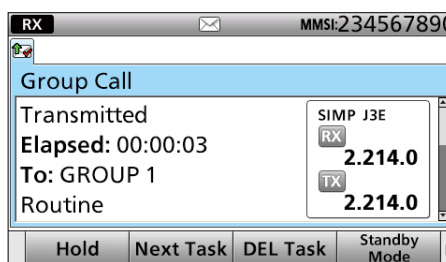 RX MMSI:234567890
Group Call
Transmitted
Elapsed: 00:00:03
To: GROUP 1
Routine
SIMP J3E
RX
2.214.0
TX
2.214.0
Hold Next Task DEL Task Standby Mode